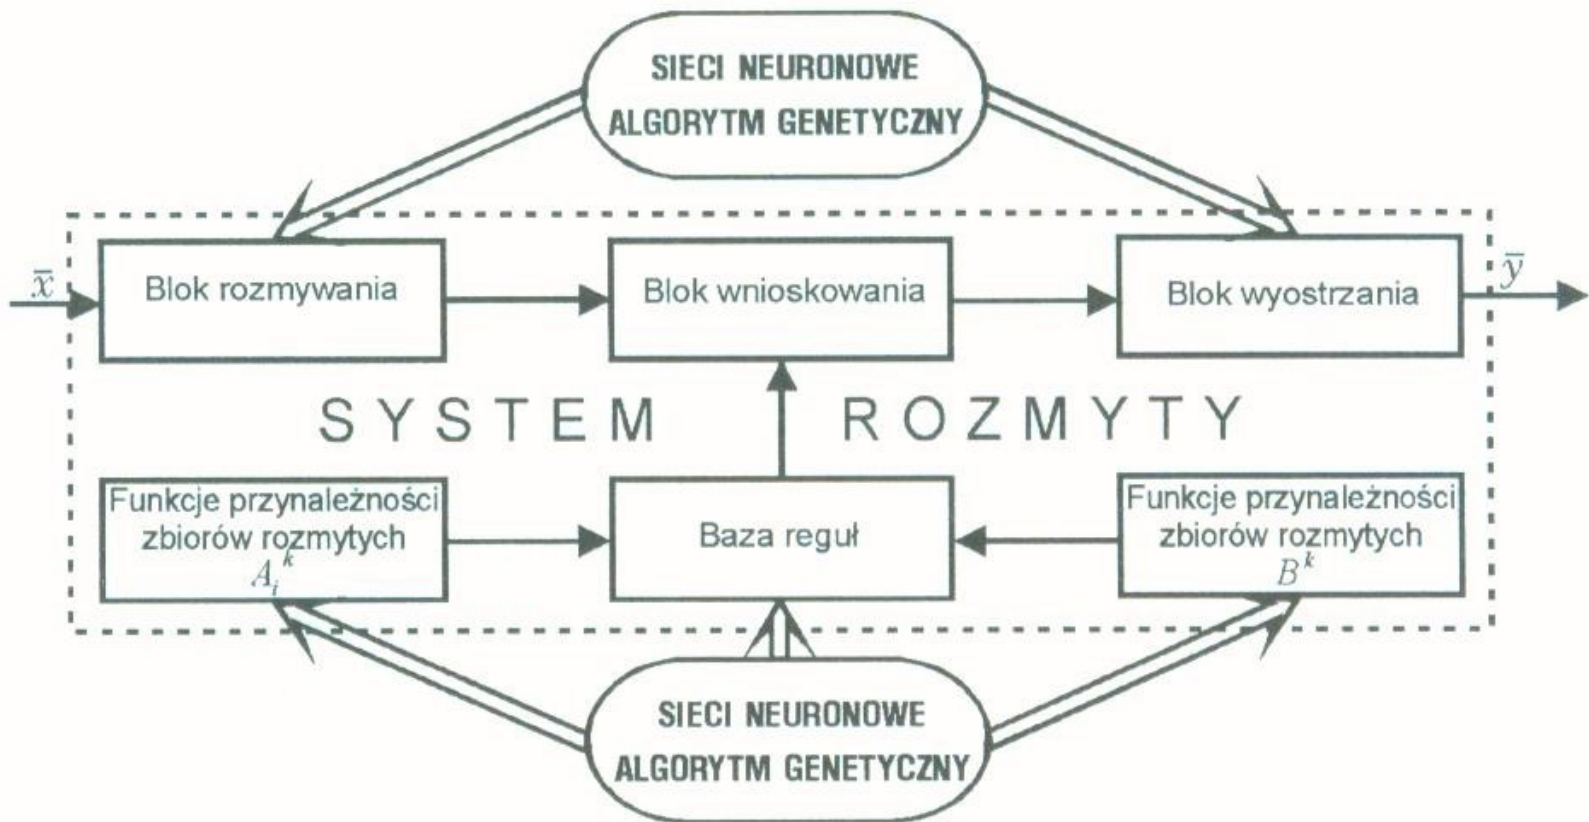 SIECI NEURONOWE
ALGORYTM GENETYCZNY
x̄
Blok rozmywania
Blok wnioskowania
Blok wyostrzania
ȳ
SYSTEM ROZMYTY
Funkcje przynależności
zbiorów rozmytych
A_i^k
Baza reguł
Funkcje przynależności
zbiorów rozmytych
B^k
SIECI NEURONOWE
ALGORYTM GENETYCZNY